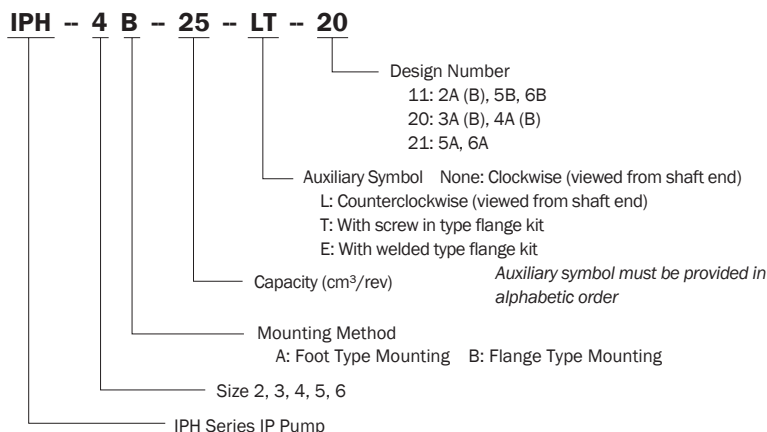 IPH -- 4 B -- 25 -- LT -- 20
Design Number
11: 2A (B), 5B, 6B
20: 3A (B), 4A (B)
21: 5A, 6A
Auxiliary Symbol None: Clockwise (viewed from shaft end)
L: Counterclockwise (viewed from shaft end)
T: With screw in type flange kit
E: With welded type flange kit
Capacity (cm³/rev)
Auxiliary symbol must be provided in
alphabetic order
Mounting Method
A: Foot Type Mounting B: Flange Type Mounting
Size 2, 3, 4, 5, 6
IPH Series IP Pump